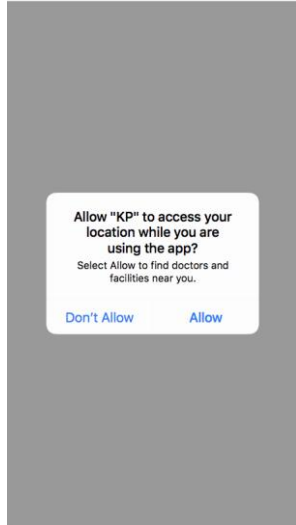 Allow "KP" to access your
location while you are
using the app?
Select Allow to find doctors and
facilities near you.
Don't Allow
Allow